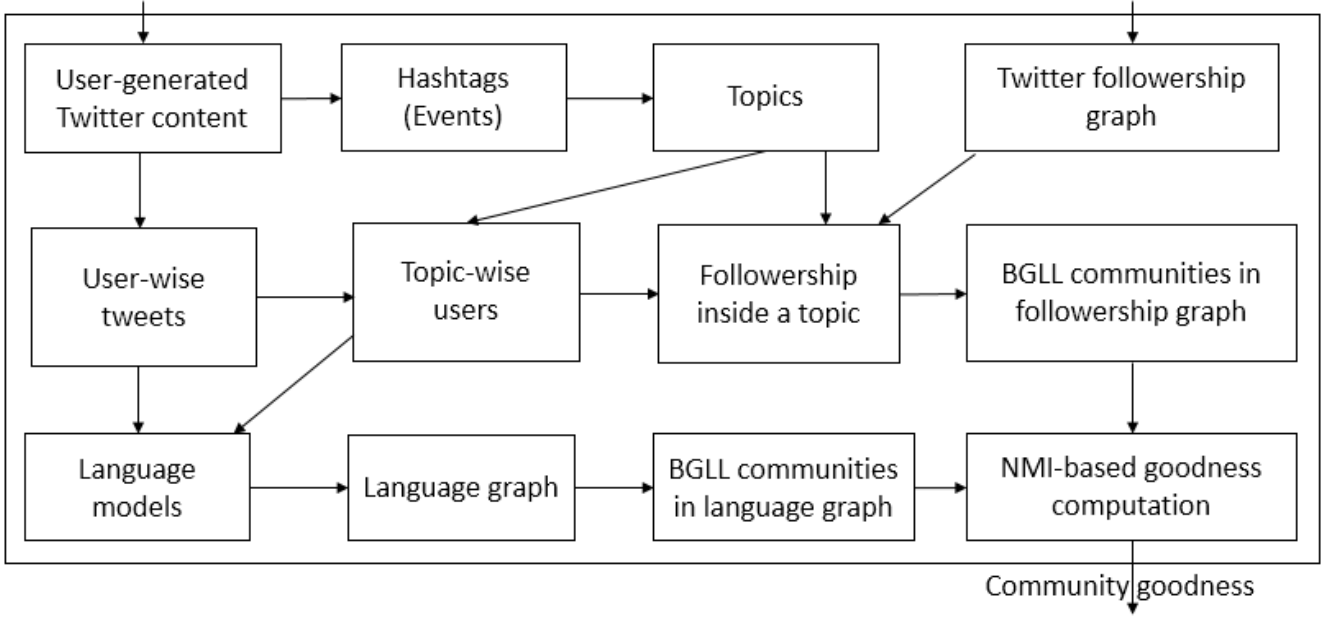 User-generated
Twitter content
Hashtags
(Events)
Topics
Twitter followership
graph
User-wise
tweets
Topic-wise
users
Followership
inside a topic
BGLL communities in
followership graph
Language
models
Language graph
BGLL communities
in language graph
NMI-based goodness
computation
Community goodness